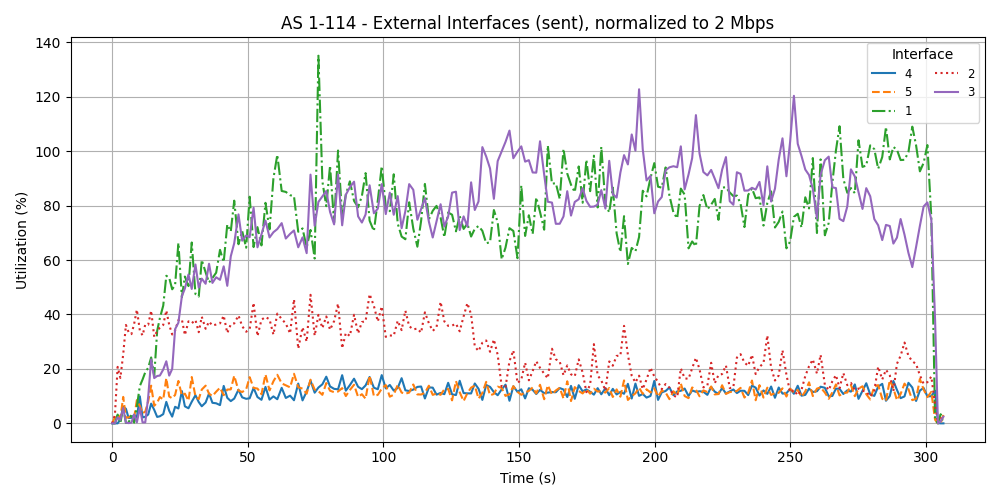 AS 1-114 - External Interfaces (sent), normalized to 2 Mbps
Interface
4 2
5 3
1
140
120
100
80
60
40
20
0
Utilization (%)
0 50 100 150 200 250 300
Time (s)